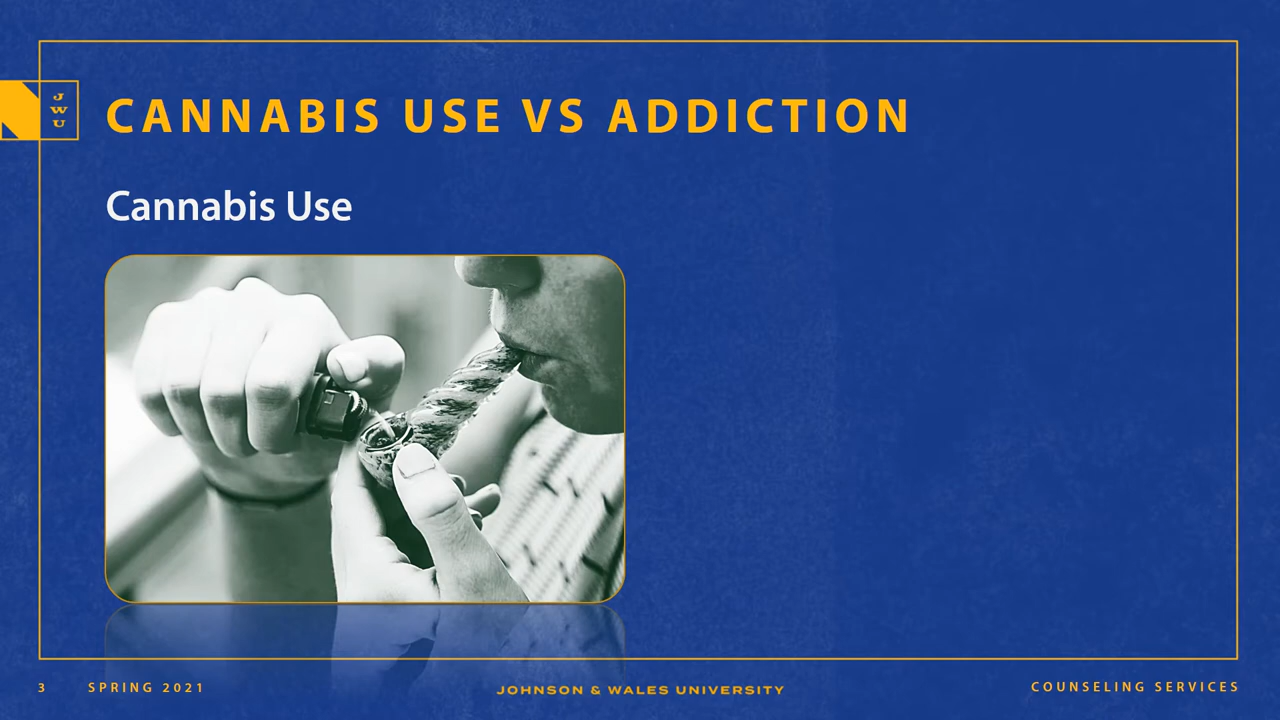 J
W
U
CANNABIS USE VS ADDICTION
Cannabis Use
3 SPRING 2021 JOHNSON & WALES UNIVERSITY COUNSELING SERVICES